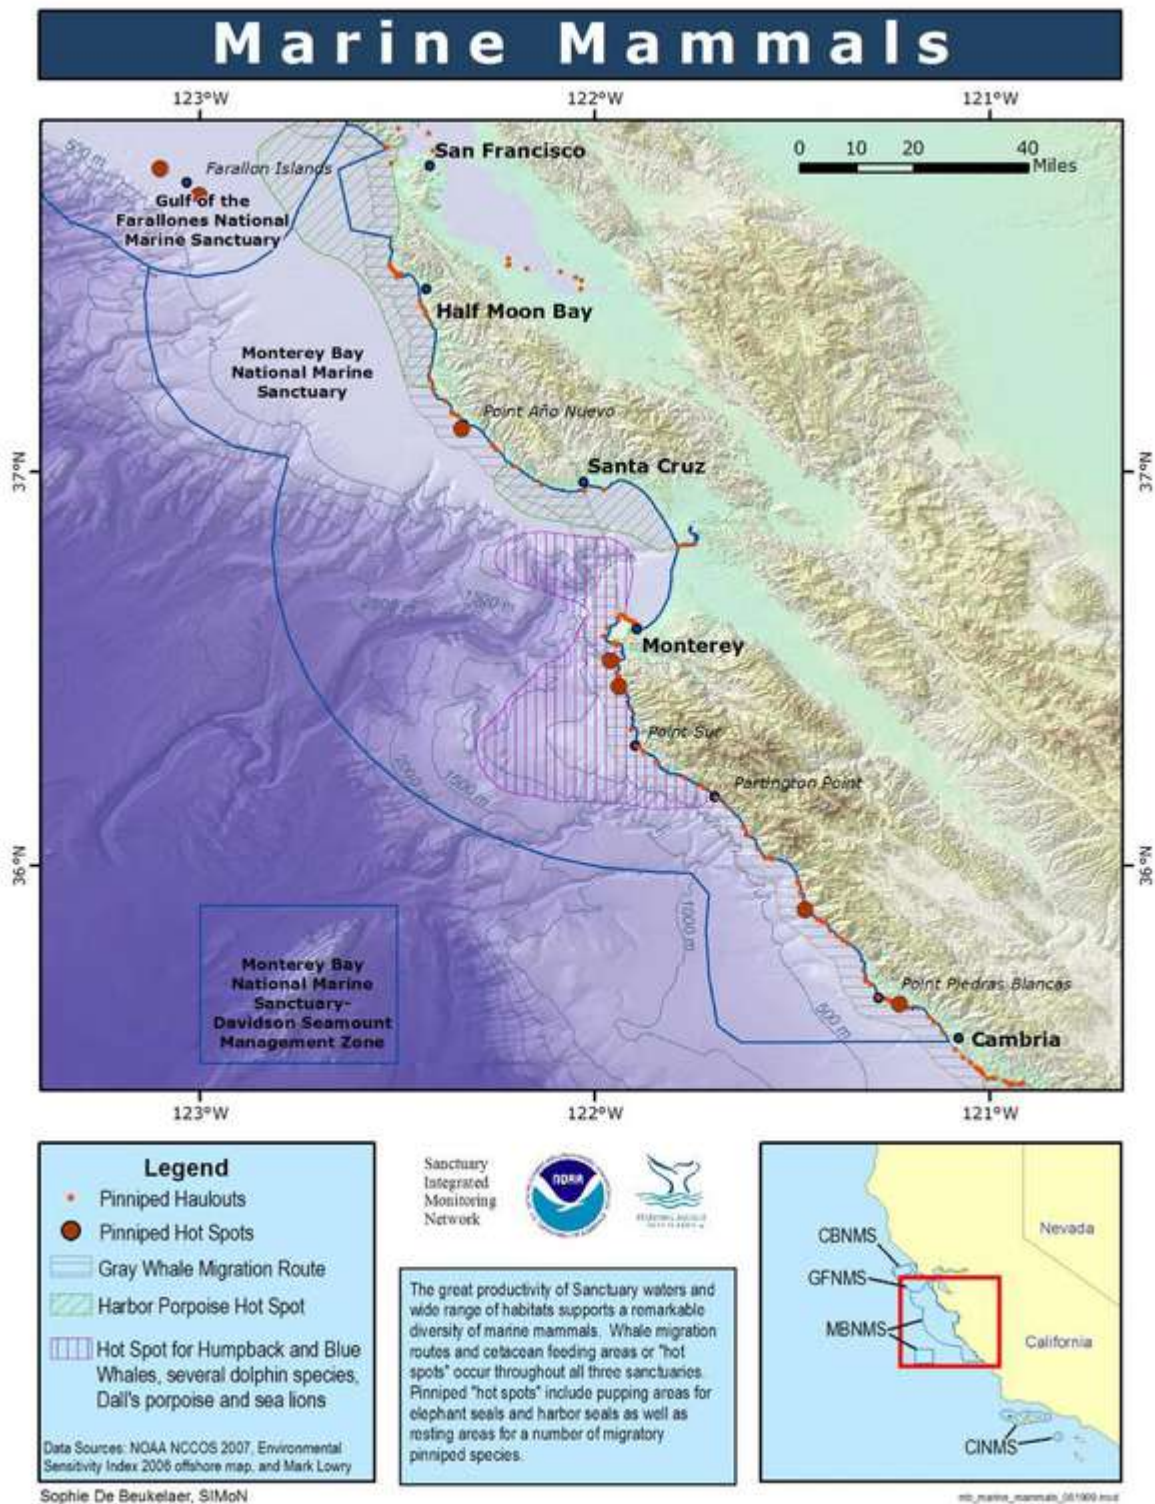 Marine Mammals
123°W
122°W
121°W
San Francisco
0 10 20 40
Miles
500 m
Farallon Islands
Gulf of the
Farallones National
Marine Sanctuary
Half Moon Bay
Monterey Bay
National Marine
Sanctuary
Point Año Nuevo
37°N
37°N
Santa Cruz
1500 m
Monterey
Point Sur
2000
1500 m
Partington Point
36°N
36°N
1000 m
Monterey Bay
National Marine
Sanctuary-
Davidson Seamount
Management Zone
Point Piedras Blancas
500 m
Cambria
123°W
122°W
121°W
Legend
Pinniped Haulouts
Pinniped Hot Spots
Gray Whale Migration Route
Harbor Porpoise Hot Spot
Hot Spot for Humpback and Blue
Whales, several dolphin species,
Dall's porpoise and sea lions
Data Sources: NOAA NCCOS 2007, Environmental
Sensitivity Index 2006 offshore map, and Mark Lowry
Sophie De Beukelaer, SIMoN
Sanctuary
Integrated
Monitoring
Network
NOAA
The great productivity of Sanctuary waters and
wide range of habitats supports a remarkable
diversity of marine mammals. Whale migration
routes and cetacean feeding areas or "hot
spots" occur throughout all three sanctuaries.
Pinniped "hot spots" include pupping areas for
elephant seals and harbor seals as well as
resting areas for a number of migratory
pinniped species.
CBNMS
Nevada
GFNMS
MBNMS
California
CINMS